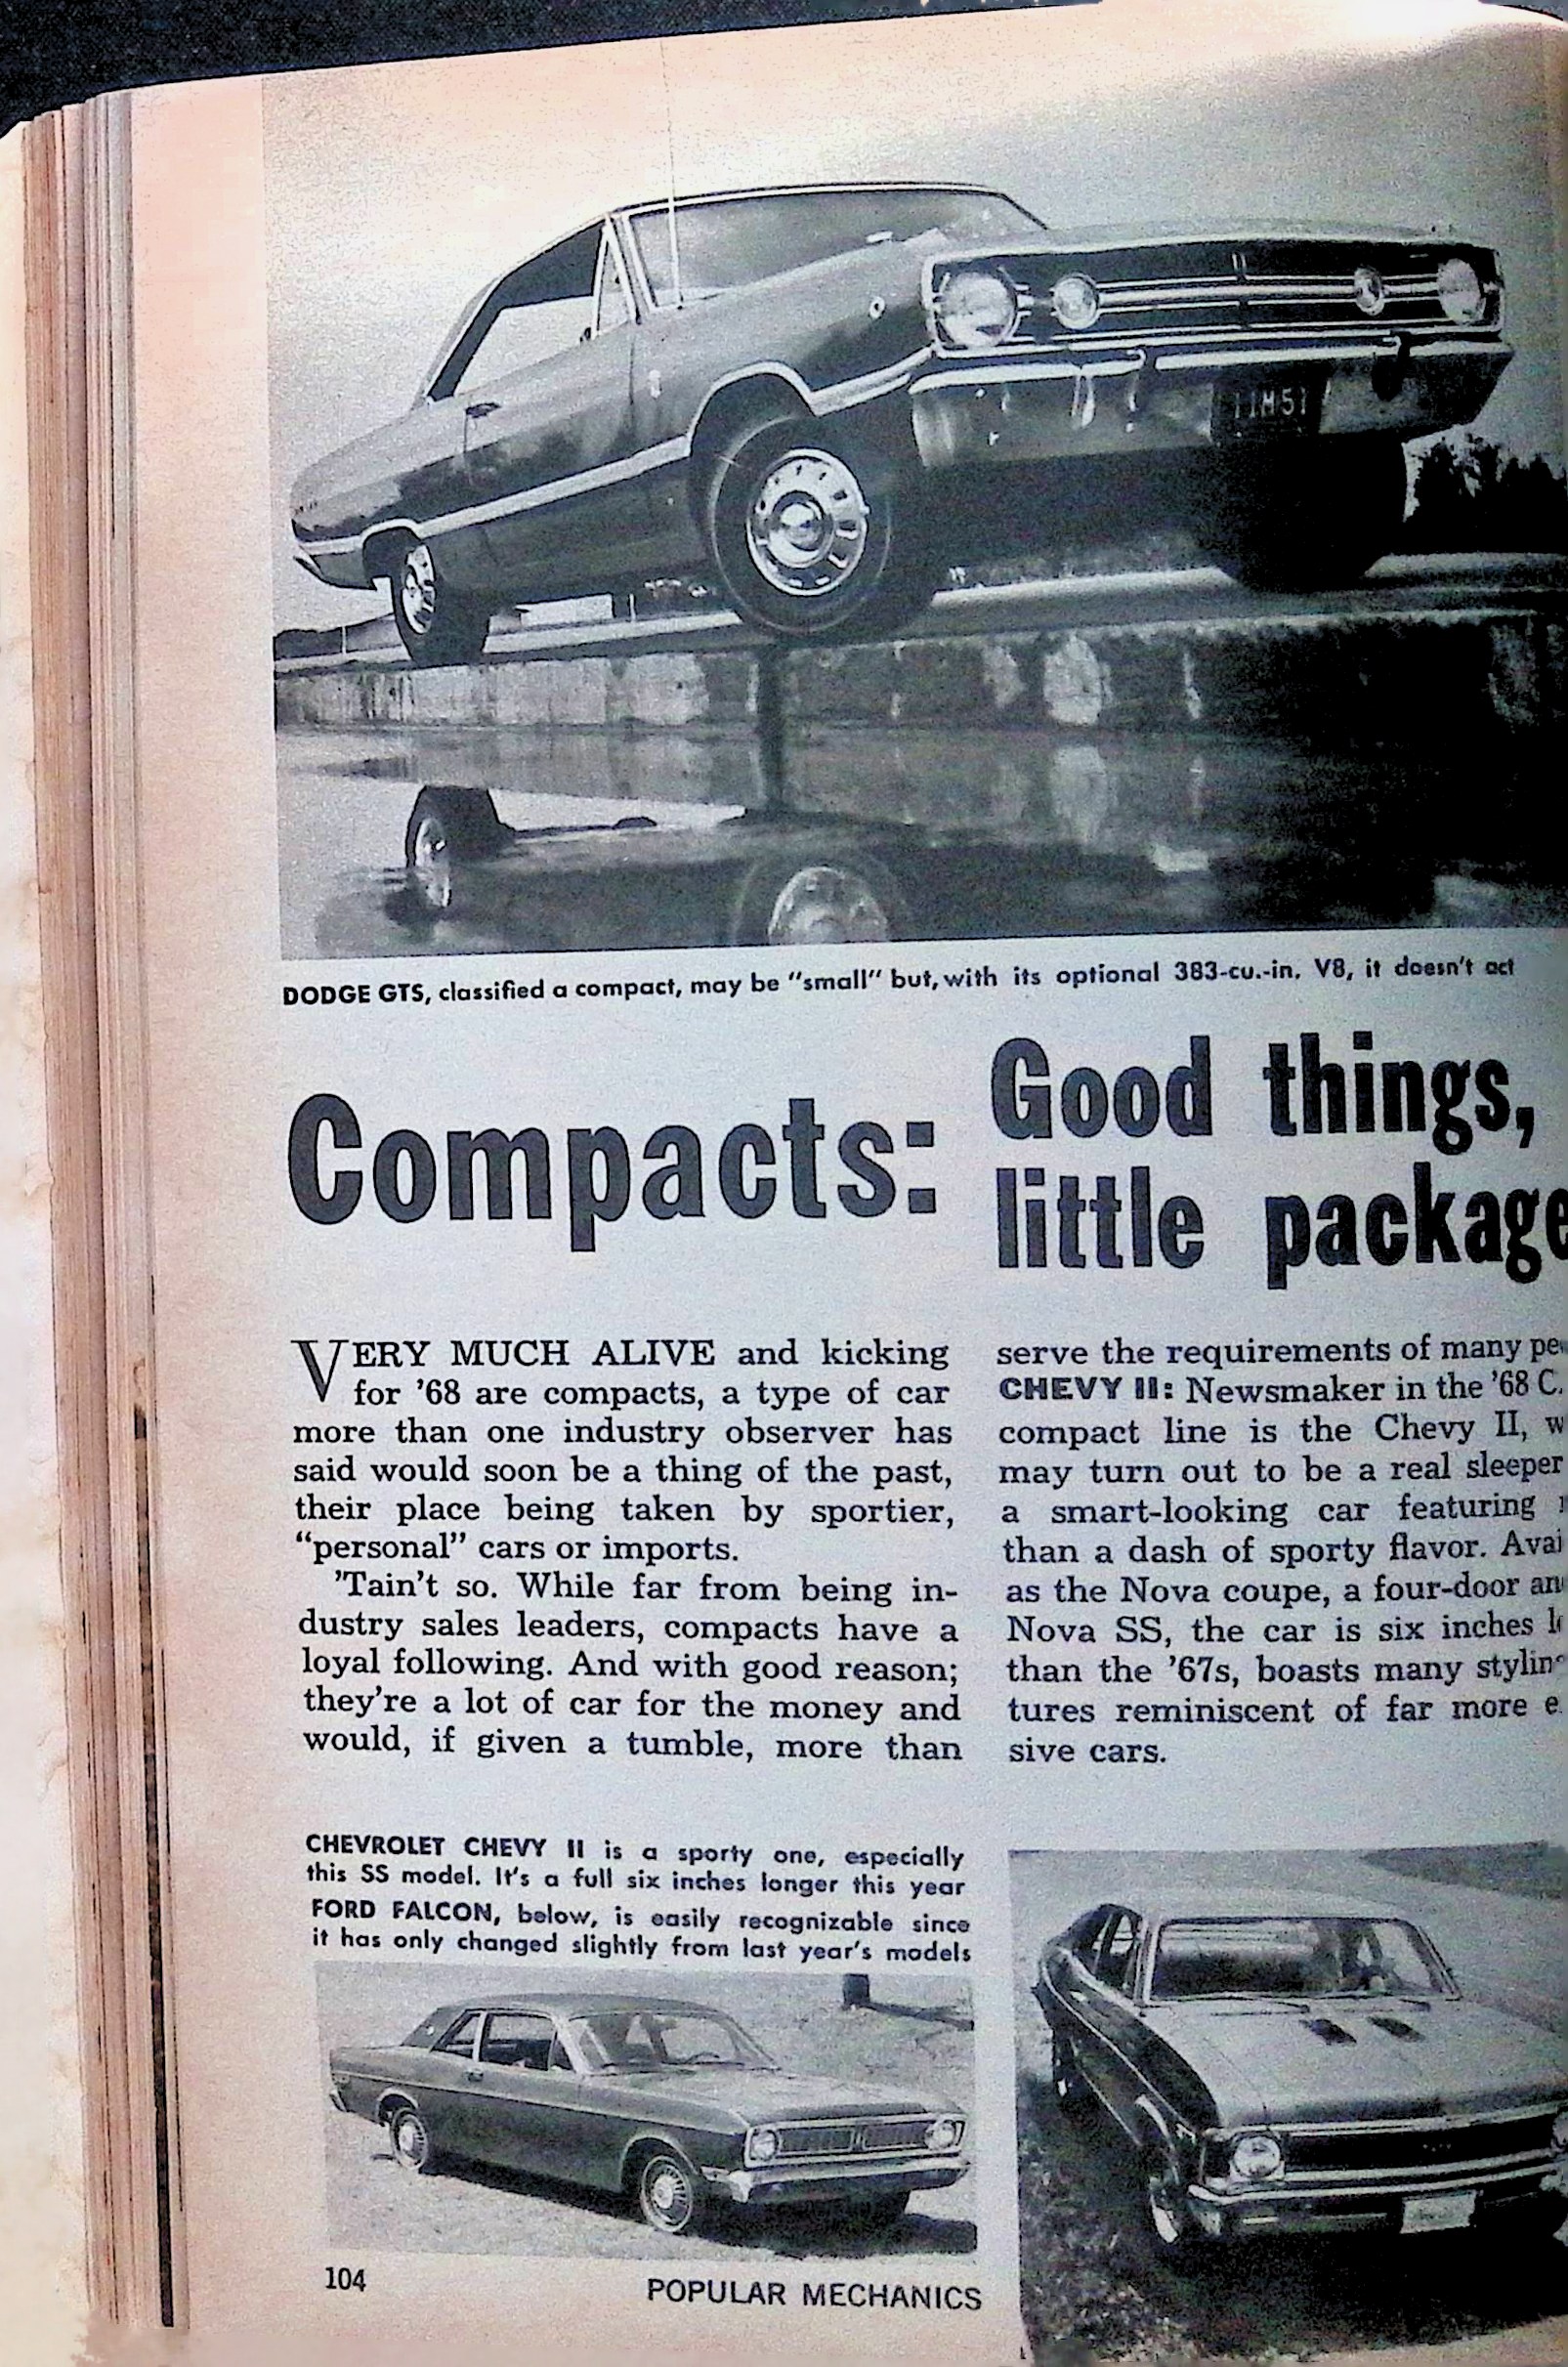 DODGE GTS, classified a compact, may be "small" but, with its optional 383-cu.-in. V8, it doesn't act
Compacts:
Good things,
little package
VERY MUCH ALIVE and kicking
for '68 are compacts, a type of car
more than one industry observer has
said would soon be a thing of the past,
their place being taken by sportier,
"personal" cars or imports.
'Tain't so. While far from being in-
dustry sales leaders, compacts have a
loyal following. And with good reason;
they're a lot of car for the money and
would, if given a tumble, more than
serve the requirements of many
CHEVY II: Newsmaker in the '68
compact line is the Chevy II,
may turn out to be a real sleeper
a smart-looking car featuring
than a dash of sporty flavor. Avai
as the Nova coupe, a four-door
Nova SS, the car is six inches
than the '67s, boasts many
tures reminiscent of far more
sive cars.
CHEVROLET CHEVY II is a sporty one, especially
this SS model. It's a full six inches longer this year
FORD FALCON, below, is easily recognizable since
it has only changed slightly from last year's models
104
POPULAR MECHANICS